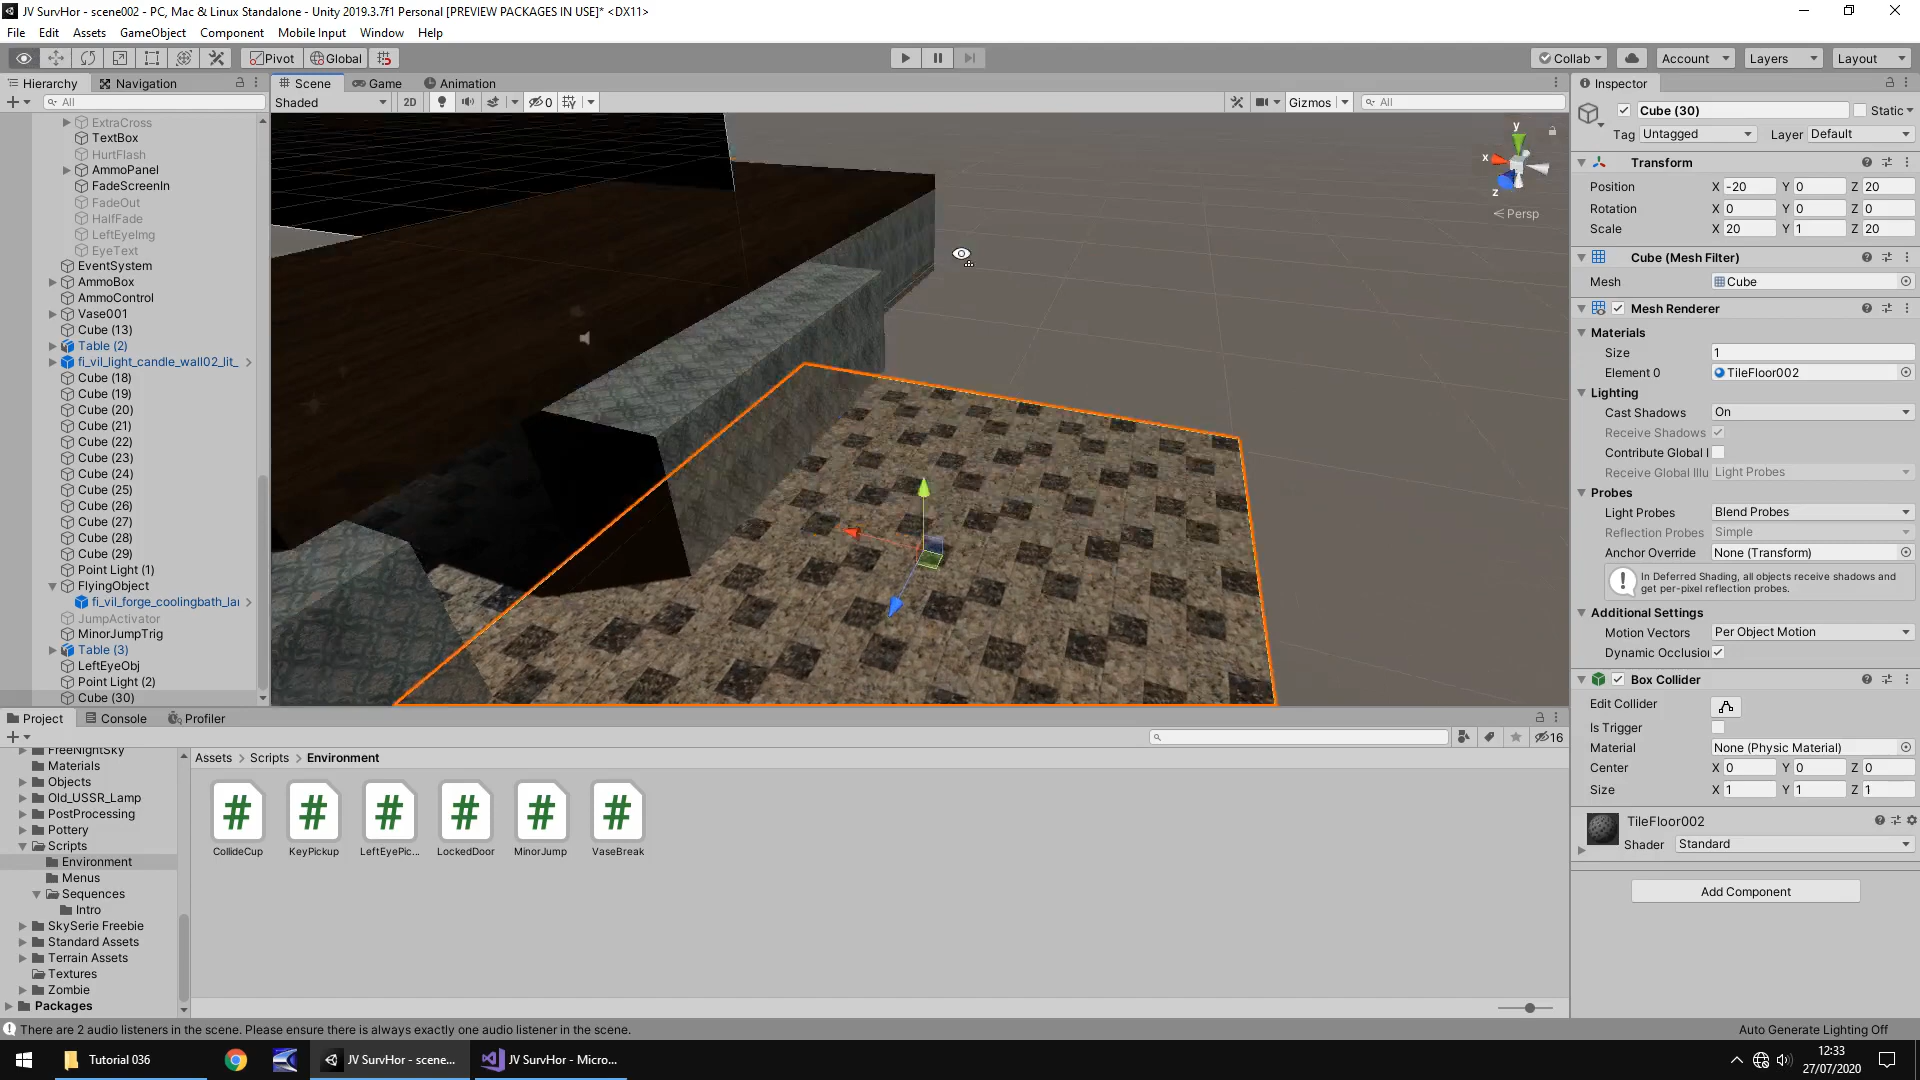 JV SurvHor - scene002 - PC, Mac & Linux Standalone - Unity 2019.3.7f1 Personal [PREVIEW PACKAGES IN USE]* <DX11>
File Edit Assets GameObject Component Mobile Input Window Help
Pivot Global Collab Account Layers Layout
Hierarchy Navigation
All
ExtraCross
TextBox
HurtFlash
AmmoPanel
FadeScreenIn
FadeOut
HalfFade
LeftEyeImg
EyeText
EventSystem
AmmoBox
AmmoControl
Vase001
Cube (13)
Table (2)
fi_vil_light_candle_wall02_lit_
Cube (18)
Cube (19)
Cube (20)
Cube (21)
Cube (22)
Cube (23)
Cube (24)
Cube (25)
Cube (26)
Cube (27)
Cube (28)
Cube (29)
Point Light (1)
FlyingObject
fi_vil_forge_coolingbath_lar
JumpActivator
MinorJumpTrig
Table (3)
LeftEyeObj
Point Light (2)
Cube (30)
Scene Game Animation
Shaded 2D 0 Gizmos All
y
x
z
Persp
Inspector
Cube (30) Static
Tag Untagged Layer Default
Transform
Position X -20 Y 0 Z 20
Rotation X 0 Y 0 Z 0
Scale X 20 Y 1 Z 20
Cube (Mesh Filter)
Mesh Cube
Mesh Renderer
Materials
Size 1
Element 0 TileFloor002
Lighting
Cast Shadows On
Receive Shadows
Contribute Global I
Receive Global Illu Light Probes
Probes
Light Probes Blend Probes
Reflection Probes Simple
Anchor Override None (Transform)
In Deferred Shading, all objects receive shadows and
get per-pixel reflection probes.
Additional Settings
Motion Vectors Per Object Motion
Dynamic Occlusion
Box Collider
Edit Collider
Is Trigger
Material None (Physic Material)
Center X 0 Y 0 Z 0
Size X 1 Y 1 Z 1
TileFloor002
Shader Standard
Add Component
Project Console Profiler
16
FreeNightSky
Materials
Objects
Old_USSR_Lamp
PostProcessing
Pottery
Scripts
Environment
Menus
Sequences
Intro
SkySerie Freebie
Standard Assets
Terrain Assets
Textures
Zombie
Packages
Assets > Scripts > Environment
CollideCup KeyPickup LeftEyePic... LockedDoor MinorJump VaseBreak
There are 2 audio listeners in the scene. Please ensure there is always exactly one audio listener in the scene.
Auto Generate Lighting Off
Tutorial 036
JV SurvHor - scene...
JV SurvHor - Micro...
12:33
27/07/2020